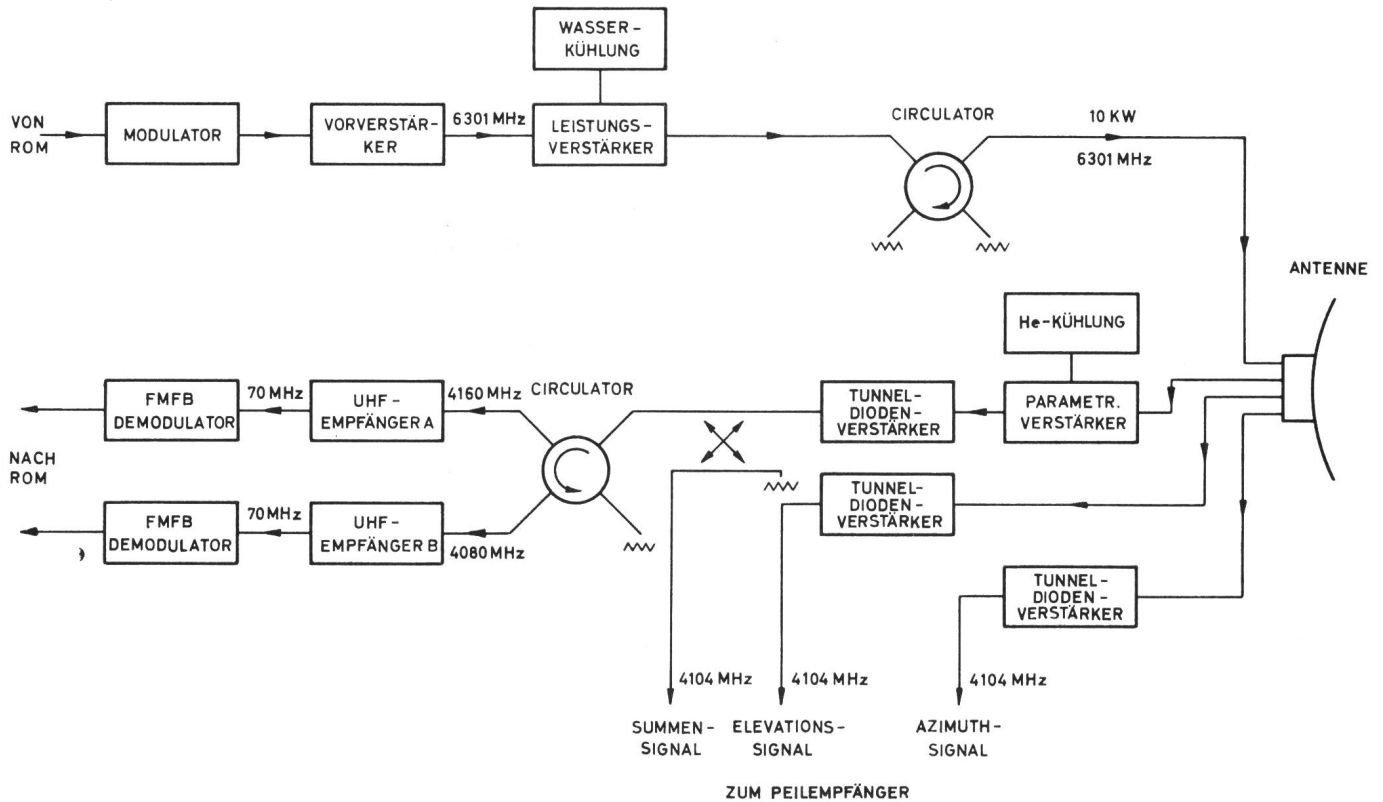 WASSER-
KÜHLUNG
VON
ROM
MODULATOR
VORVERSTÄR-
KER
6301 MHz
LEISTUNGS-
VERSTÄRKER
CIRCULATOR
10 KW
6301 MHz
ANTENNE
He-KÜHLUNG
FMFB
DEMODULATOR
70 MHz
UHF-
EMPFÄNGER A
4160 MHz
CIRCULATOR
TUNNEL-
DIODEN-
VERSTÄRKER
PARAMETR.
VERSTÄRKER
NACH
ROM
FMFB
DEMODULATOR
70 MHz
UHF-
EMPFÄNGER B
4080 MHz
TUNNEL-
DIODEN-
VERSTÄRKER
TUNNEL-
DIODEN-
VERSTÄRKER
4104 MHz
4104 MHz
4104 MHz
SUMMEN-
SIGNAL
ELEVATIONS-
SIGNAL
AZIMUTH-
SIGNAL
ZUM PEILEMPFÄNGER